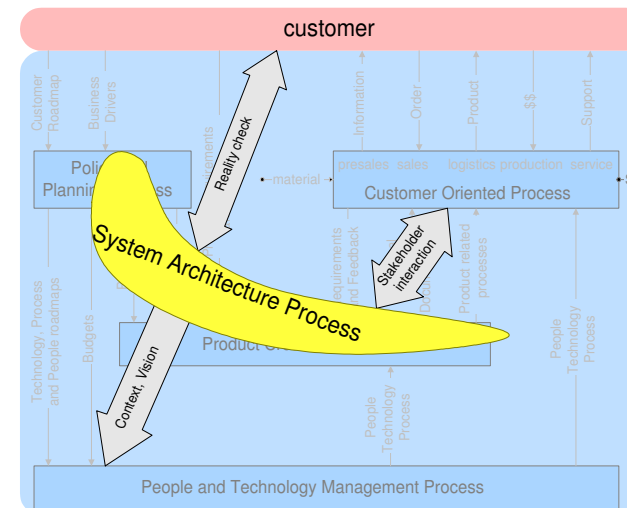 customer
Customer
Roadmap
Business
Drivers
Reality check
Information
Order
Product
$$
Support
presales sales logistics production service
material
Customer Oriented Process
System Architecture Process
Stakeholder
interaction
and Feedback
Product related
processes
Technology, Process
and People roadmaps
Budgets
Context, Vision
People
Technology
Process
People
Technology
Process
People and Technology Management Process